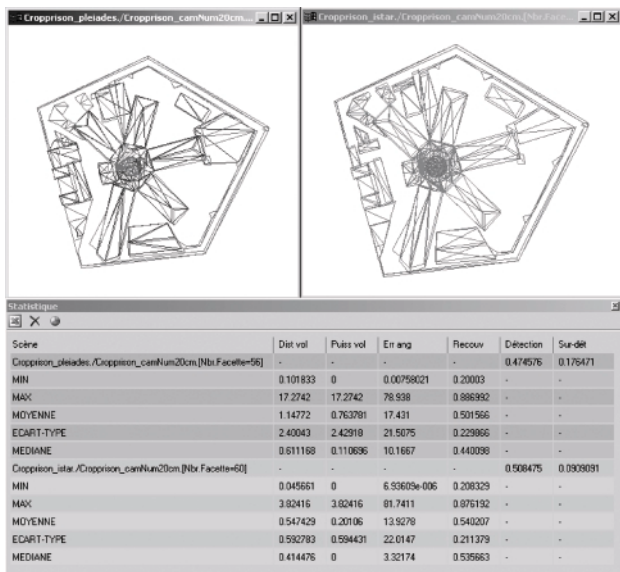 Cropprison_pleiades./Cropprison_camNum20cm....
Cropprison_istar./Cropprison_camNum20cm.[Nbr.Face...
Statistique
Scène Dist vol Puiss vol Err ang Recouv Détection Sur-dét
Cropprison_pleiades./Cropprison_camNum20cm.[Nbr.Facette=56] - - - - 0.474576 0.176471
MIN 0.101833 0 0.00758021 0.20003 - -
MAX 17.2742 17.2742 78.938 0.886992 - -
MOYENNE 1.14772 0.763781 17.431 0.501566 - -
ECART-TYPE 2.40043 2.42918 21.5075 0.229866 - -
MEDIANE 0.611168 0.110696 10.1667 0.440098 - -
Cropprison_istar./Cropprison_camNum20cm.[Nbr.Facette=60] - - - - 0.508475 0.0909091
MIN 0.045661 0 6.93609e-006 0.208329 - -
MAX 3.82416 3.82416 81.7411 0.876192 - -
MOYENNE 0.547429 0.20106 13.9278 0.540207 - -
ECART-TYPE 0.592783 0.594431 22.0147 0.211379 - -
MEDIANE 0.414476 0 3.32174 0.535663 - -